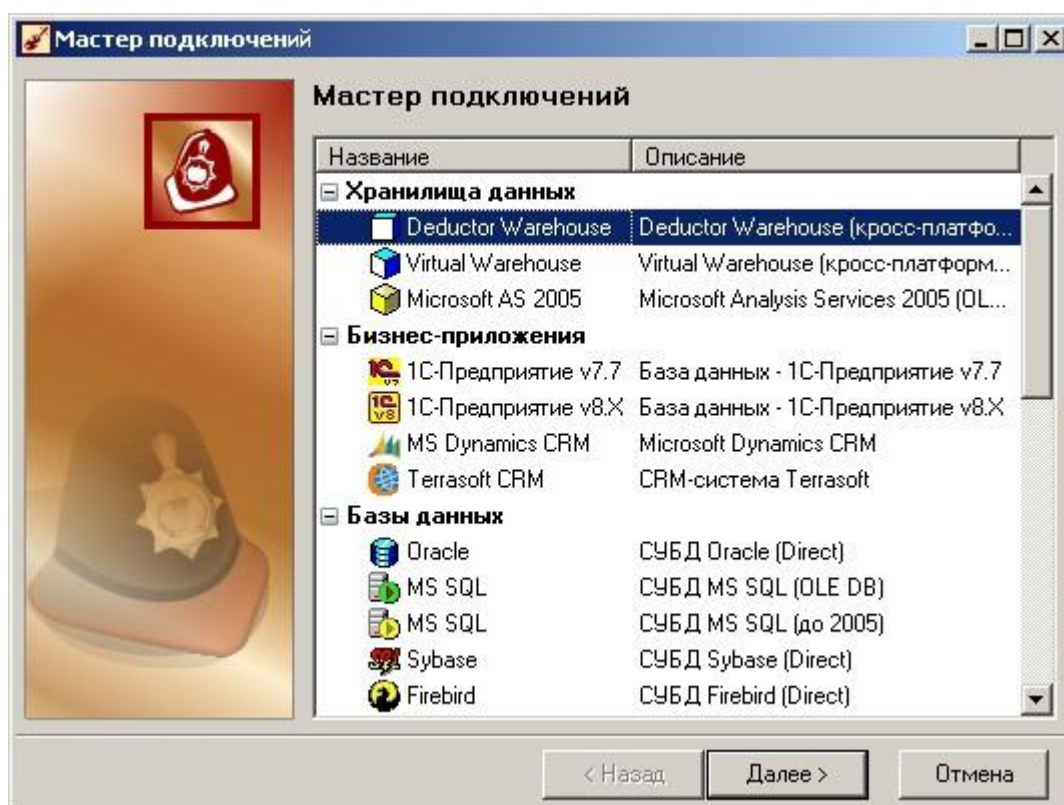 Мастер подключений
Мастер подключений
Название Описание
Хранилища данных
Deductor Warehouse Deductor Warehouse (кросс-платфо...
Virtual Warehouse Virtual Warehouse (кросс-платформ...
Microsoft AS 2005 Microsoft Analysis Services 2005 (OL...
Бизнес-приложения
1С-Предприятие v7.7 База данных - 1С-Предприятие v7.7
1С-Предприятие v8.X База данных - 1С-Предприятие v8.X
MS Dynamics CRM Microsoft Dynamics CRM
Terrasoft CRM CRM-система Terrasoft
Базы данных
Oracle СУБД Oracle (Direct)
MS SQL СУБД MS SQL (OLE DB)
MS SQL СУБД MS SQL (до 2005)
Sybase СУБД Sybase (Direct)
Firebird СУБД Firebird (Direct)
< Назад Далее > Отмена